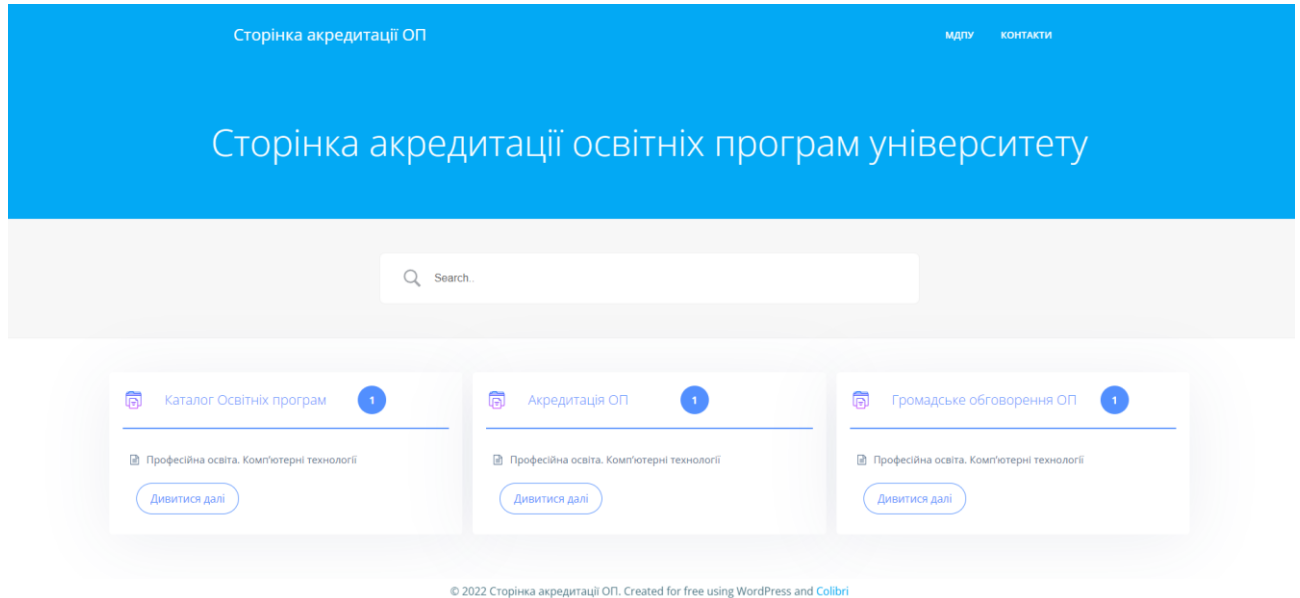 Сторінка акредитації ОП
МДПУ КОНТАКТИ
Сторінка акредитації освітніх програм університету
Search..
Каталог Освітніх програм 1
Професійна освіта. Комп'ютерні технології
Дивитися далі
Акредитація ОП 1
Професійна освіта. Комп'ютерні технології
Дивитися далі
Громадське обговорення ОП 1
Професійна освіта. Комп'ютерні технології
Дивитися далі
© 2022 Сторінка акредитації ОП. Created for free using WordPress and Colibri